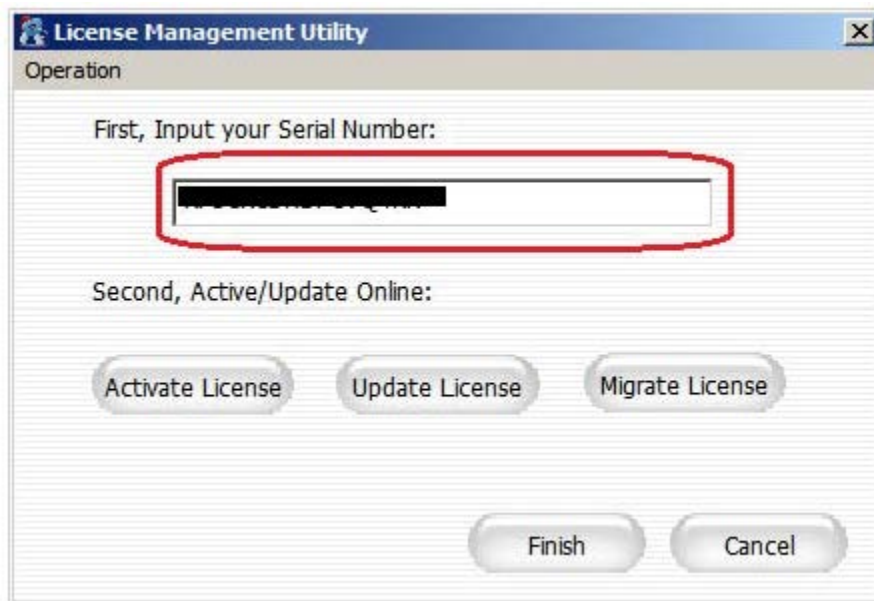 License Management Utility
Operation
First, Input your Serial Number:
Second, Active/Update Online:
Activate License Update License Migrate License
Finish Cancel